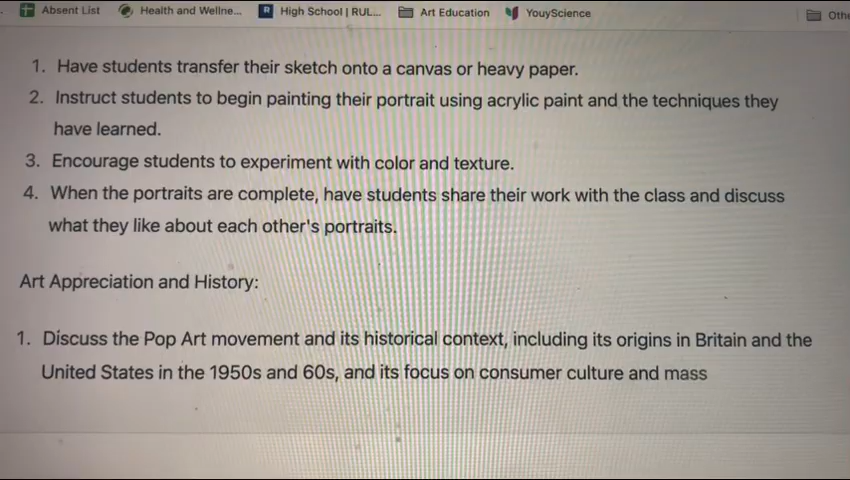 Absent List Health and Wellne... High School | RUL... Art Education YouyScience Othe
1. Have students transfer their sketch onto a canvas or heavy paper.
2. Instruct students to begin painting their portrait using acrylic paint and the techniques they
have learned.
3. Encourage students to experiment with color and texture.
4. When the portraits are complete, have students share their work with the class and discuss
what they like about each other's portraits.
Art Appreciation and History:
1. Discuss the Pop Art movement and its historical context, including its origins in Britain and the
United States in the 1950s and 60s, and its focus on consumer culture and mass